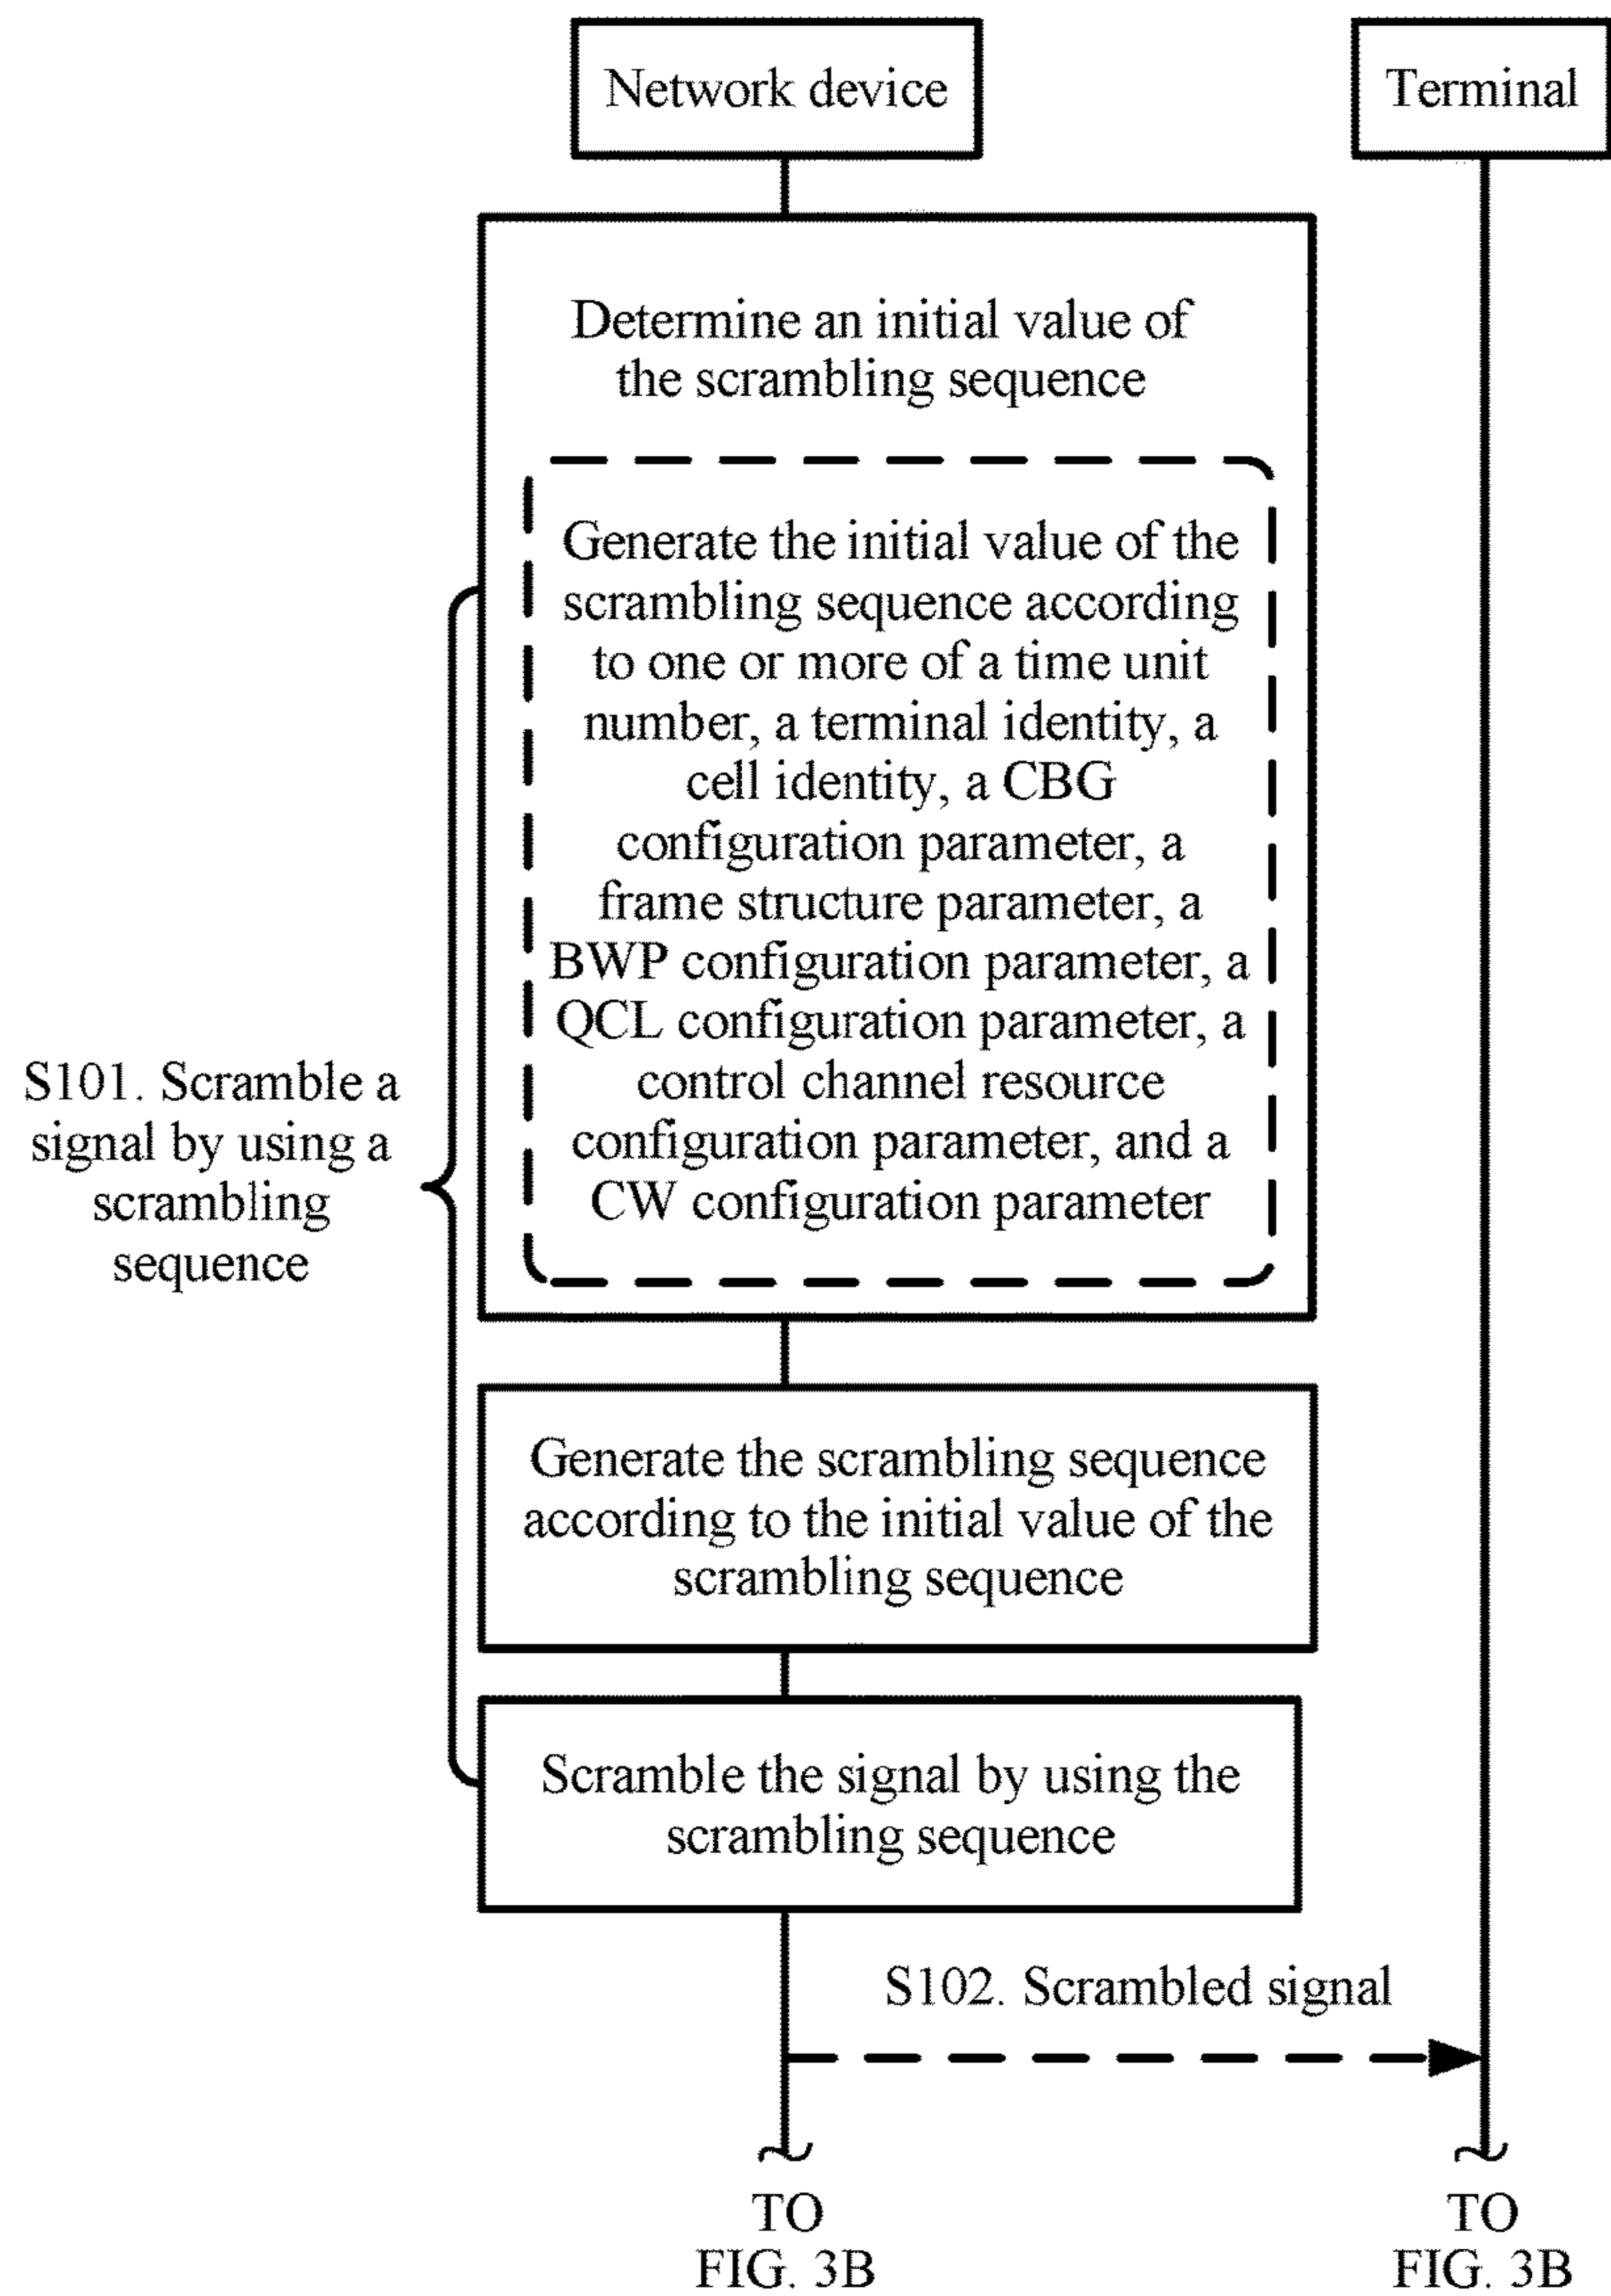 Network device
Terminal
Determine an initial value of
the scrambling sequence
Generate the initial value of the
scrambling sequence according
to one or more of a time unit
number, a terminal identity, a
cell identity, a CBG
configuration parameter, a
frame structure parameter, a
BWP configuration parameter, a
QCL configuration parameter, a
control channel resource
configuration parameter, and a
CW configuration parameter
S101. Scramble a
signal by using a
scrambling
sequence
Generate the scrambling sequence
according to the initial value of the
scrambling sequence
Scramble the signal by using the
scrambling sequence
S102. Scrambled signal
TO
FIG. 3B
TO
FIG. 3B